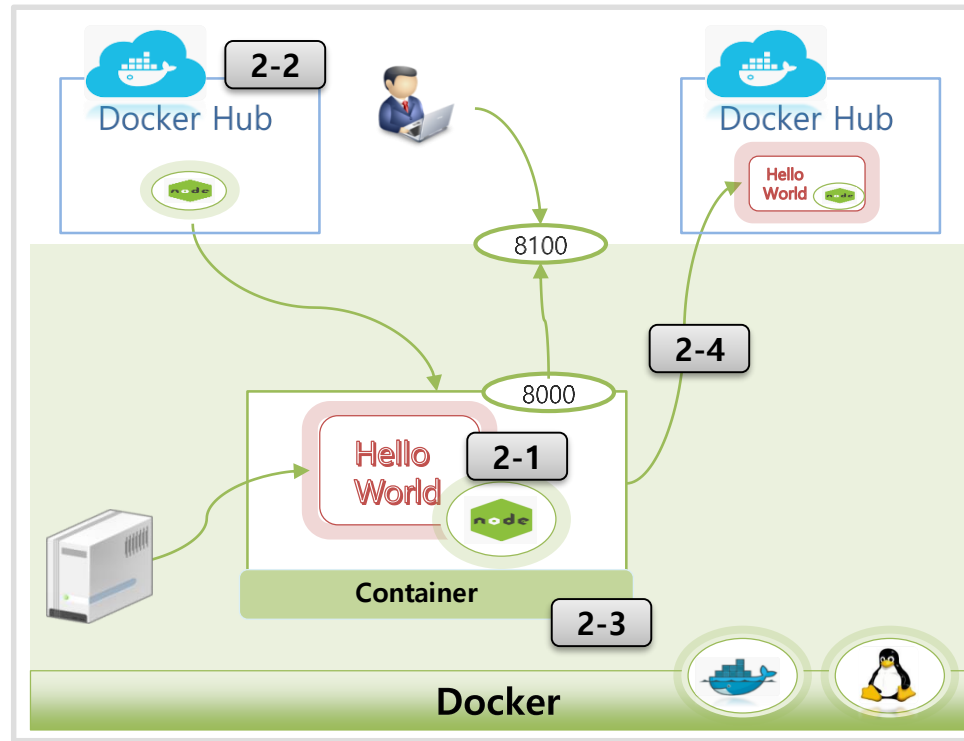 2-2
Docker Hub
node
Docker Hub
Hello
World
node
8100
2-4
8000
Hello
World
2-1
node
Container
2-3
Docker